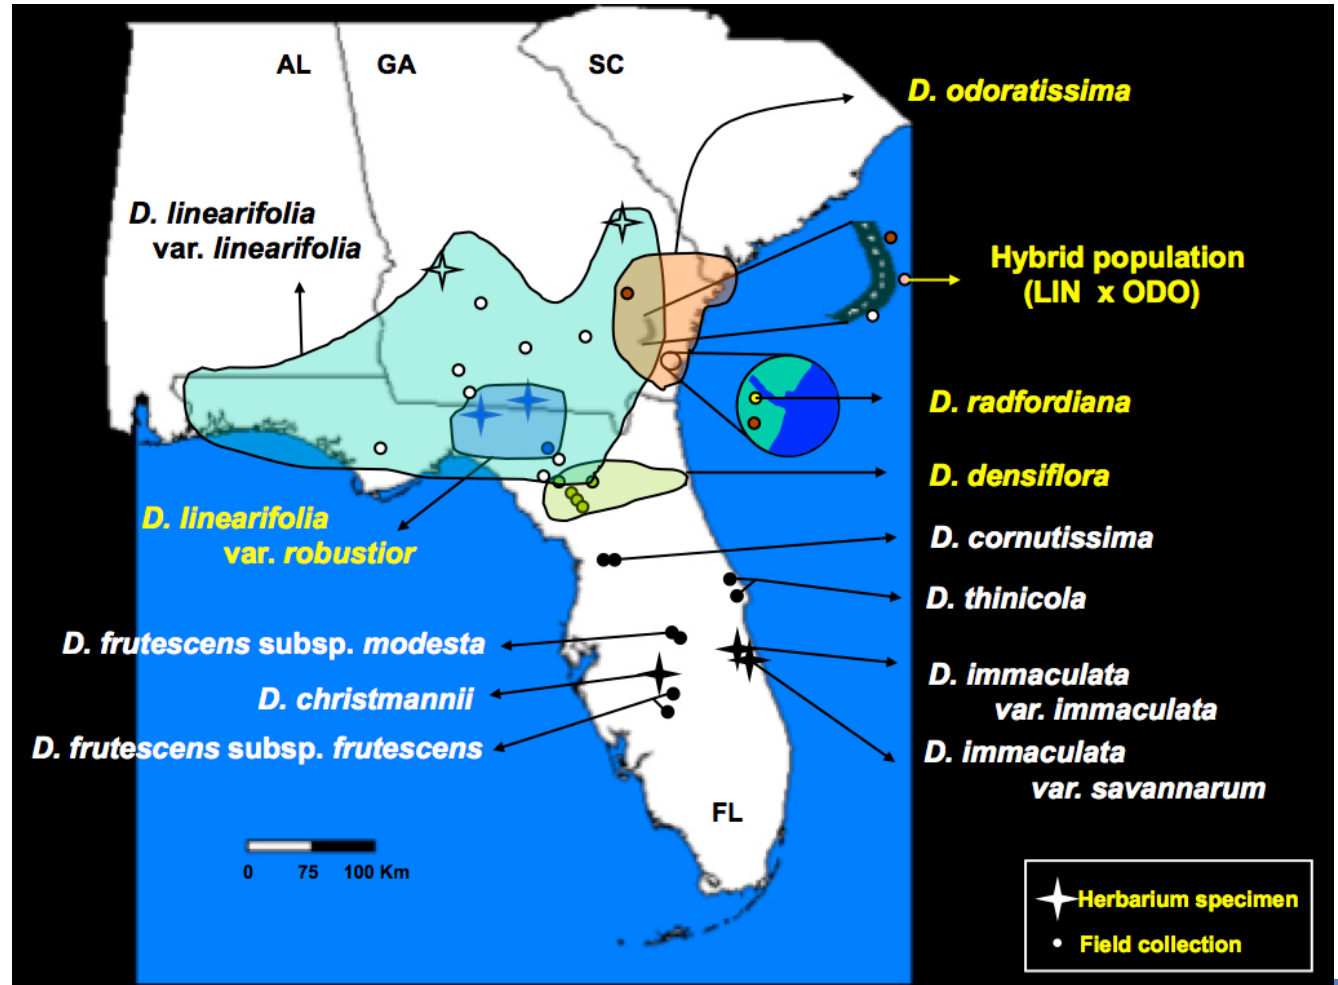 AL
GA
SC
D. odoratissima
D. linearifolia
var. linearifolia
Hybrid population
(LIN x ODO)
D. radfordiana
D. densiflora
D. linearifolia
var. robustior
D. cornutissima
D. thinicola
D. frutescens subsp. modesta
D. immaculata
var. immaculata
D. christmannii
D. frutescens subsp. frutescens
D. immaculata
var. savannarum
FL
0 75 100 Km
Herbarium specimen
Field collection